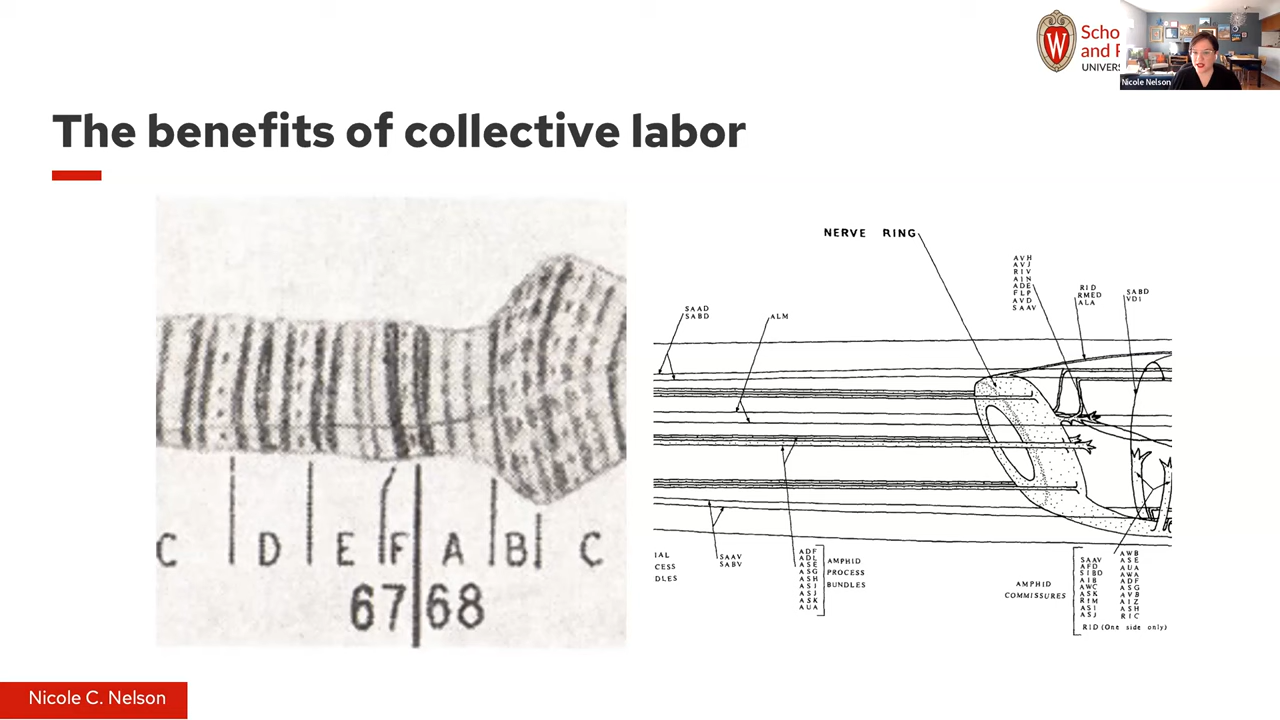 Scho
and F
UNIVERS
Nicole Nelson
The benefits of collective labor
C D E F A B C
67 68
NERVE RING
AVH
AVJ
RIV
AIN
ADE
FLP
AVD
SAAV
RID
RMED
ALA
SABD
VD1
SAAD
SABD
ALM
IAL
CESS
DLES
SAAV
SABV
ADF
ADL
ASE
ASG
ASH
ASI
ASJ
ASK
AUA
AMPHID
PROCESS
BUNDLES
AMPHID
COMMISSURES
SAAV
AFD
SIBD
AIB
AWC
ASK
RIM
ASI
ASJ
AWB
ASE
AUA
AWA
ADF
ASG
AVB
AIZ
ASH
RIC
RID (One side only)
Nicole C. Nelson